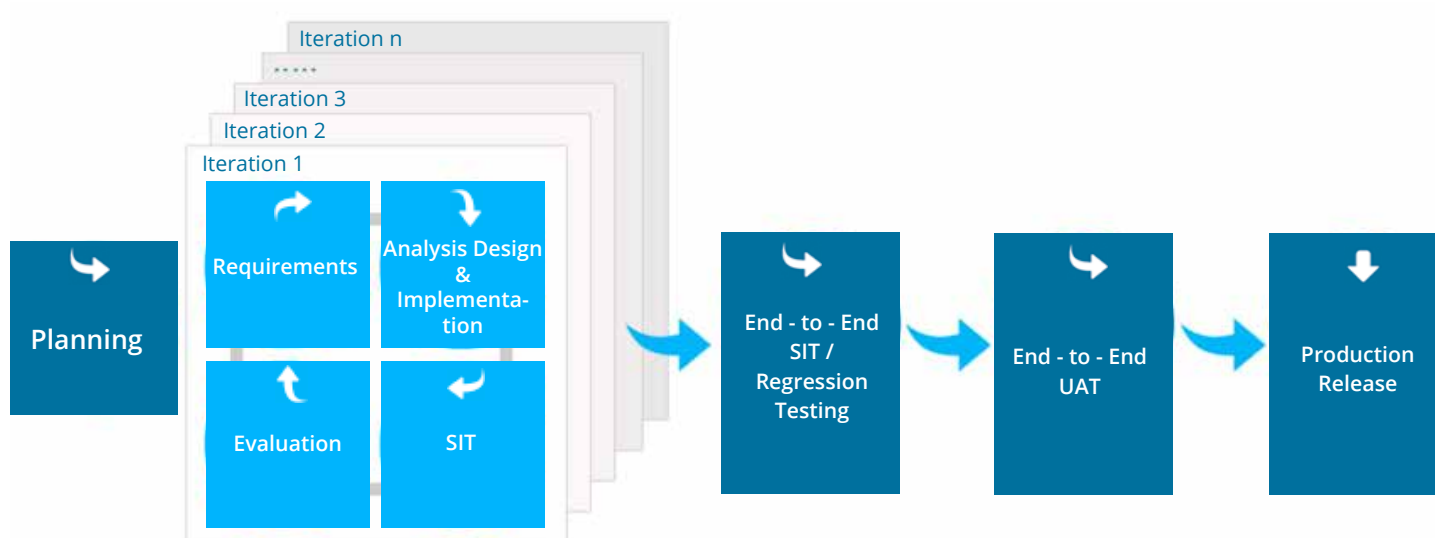 Iteration n
.....
Iteration 3
Iteration 2
Iteration 1
Planning
Requirements
Analysis Design
&
Implementa-
tion
Evaluation
SIT
End - to - End
SIT /
Regression
Testing
End - to - End
UAT
Production
Release